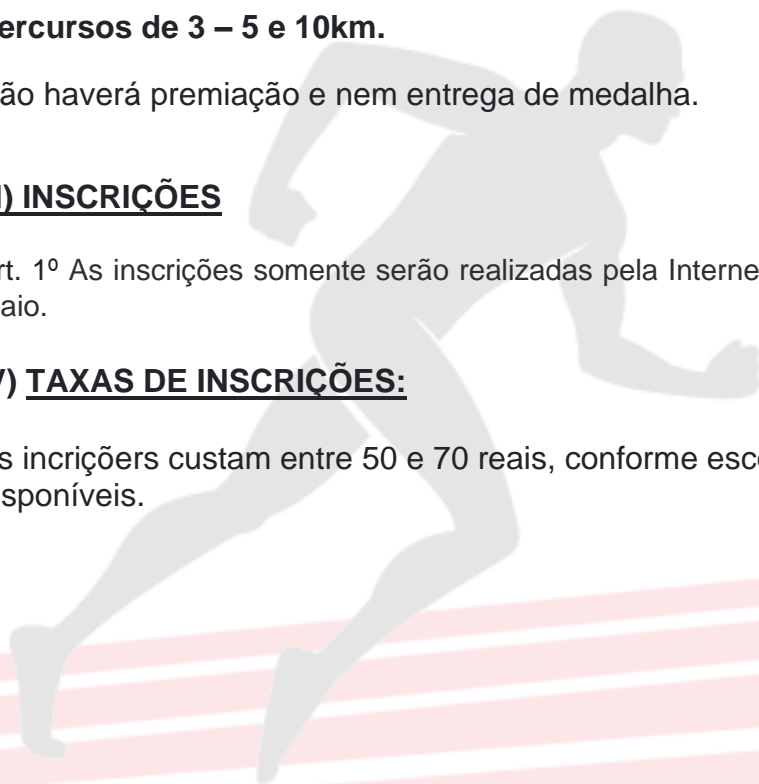 ercursos de 3 – 5 e 10km.
ão haverá premiação e nem entrega de medalha.
I) INSCRIÇÕES
rt. 1º As inscrições somente serão realizadas pela Interne
aio.
V) TAXAS DE INSCRIÇÕES:
s incriçõers custam entre 50 e 70 reais, conforme esc
sponíveis.